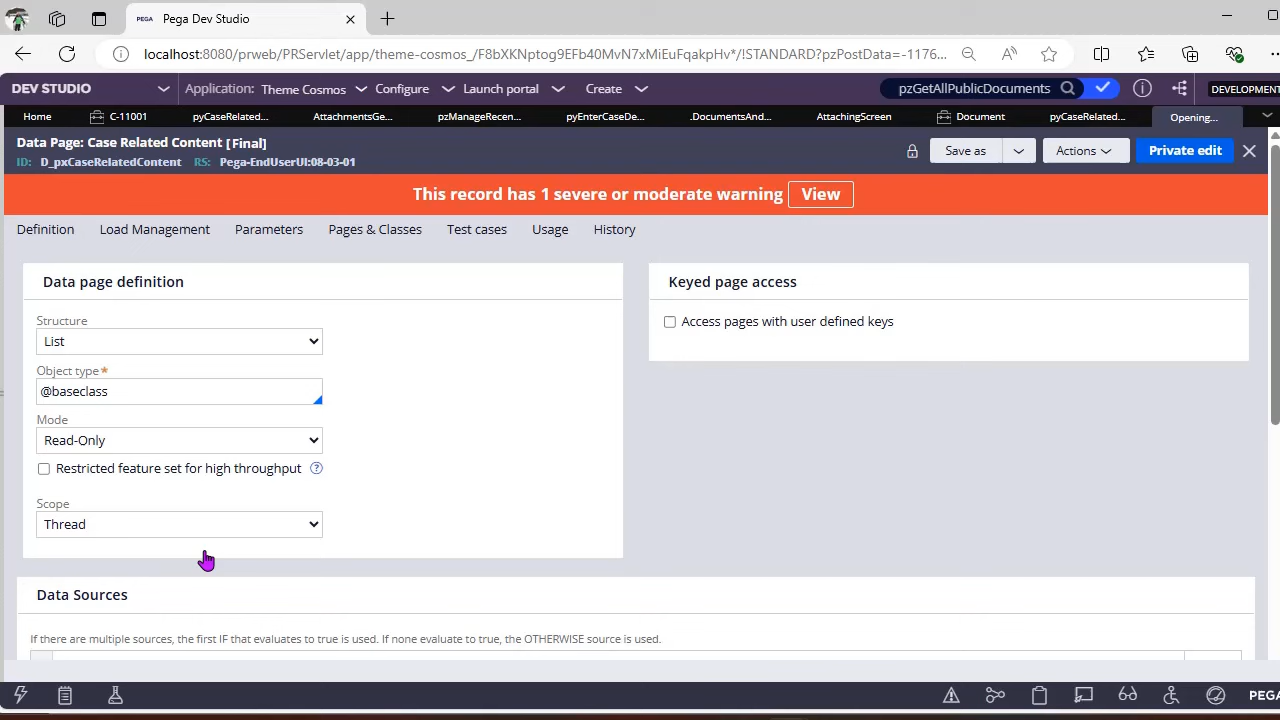 PEGA Pega Dev Studio
localhost:8080/prweb/PRServlet/app/theme-cosmos_/F8bXKNptog9EFb40MvN7xMiEuFqakpHv*/!STANDARD?pzPostData=-1176...
DEV STUDIO Application: Theme Cosmos Configure Launch portal Create pzGetAllPublicDocuments DEVELOPMENT
Home C-11001 pyCaseRelated... AttachmentsGe... pzManageRecen... pyEnterCaseDe... .DocumentsAnd... AttachingScreen Document pyCaseRelated... Opening...
Data Page: Case Related Content [Final]
ID: D_pxCaseRelatedContent RS: Pega-EndUserUI:08-03-01
Save as Actions Private edit
This record has 1 severe or moderate warning View
Definition Load Management Parameters Pages & Classes Test cases Usage History
Data page definition
Structure
List
Object type*
@baseclass
Mode
Read-Only
Restricted feature set for high throughput ?
Scope
Thread
Keyed page access
Access pages with user defined keys
Data Sources
If there are multiple sources, the first IF that evaluates to true is used. If none evaluate to true, the OTHERWISE source is used.
PEGA